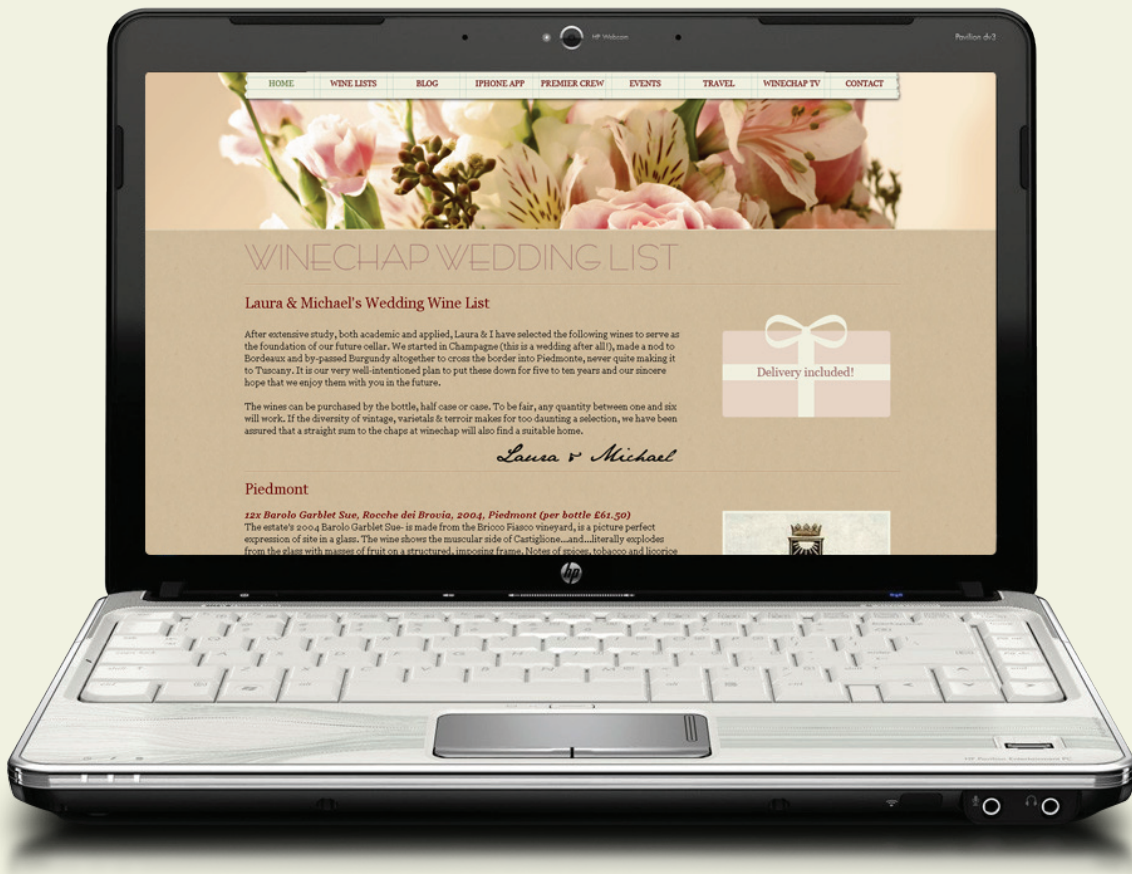 HP Webcam
Pavilion dv3
HOME WINE LISTS BLOG IPHONE APP PREMIER CREW EVENTS TRAVEL WINECHAP TV CONTACT
WINECHAP WEDDING LIST
Laura & Michael's Wedding Wine List
After extensive study, both academic and applied, Laura & I have selected the following wines to serve as
the foundation of our future cellar. We started in Champagne (this is a wedding after all!), made a nod to
Bordeaux and by-passed Burgundy altogether to cross the border into Piedmonte, never quite making it
to Tuscany. It is our very well-intentioned plan to put these down for five to ten years and our sincere
hope that we enjoy them with you in the future.
Delivery included!
The wines can be purchased by the bottle, half case or case. To be fair, any quantity between one and six
will work. If the diversity of vintage, varietals & terroir makes for too daunting a selection, we have been
assured that a straight sum to the chaps at winechap will also find a suitable home.
Laura & Michael
Piedmont
12x Barolo Garblet Sue, Rocche dei Brovia, 2004, Piedmont (per bottle £61.50)
The estate's 2004 Barolo Garblet Sue- is made from the Bricco Fiasco vineyard, is a picture perfect
expression of site in a glass. The wine shows the muscular side of Castiglione...and...literally explodes
from the glass with masses of fruit on a structured, imposing frame. Notes of spices, tobacco and licorice
hp